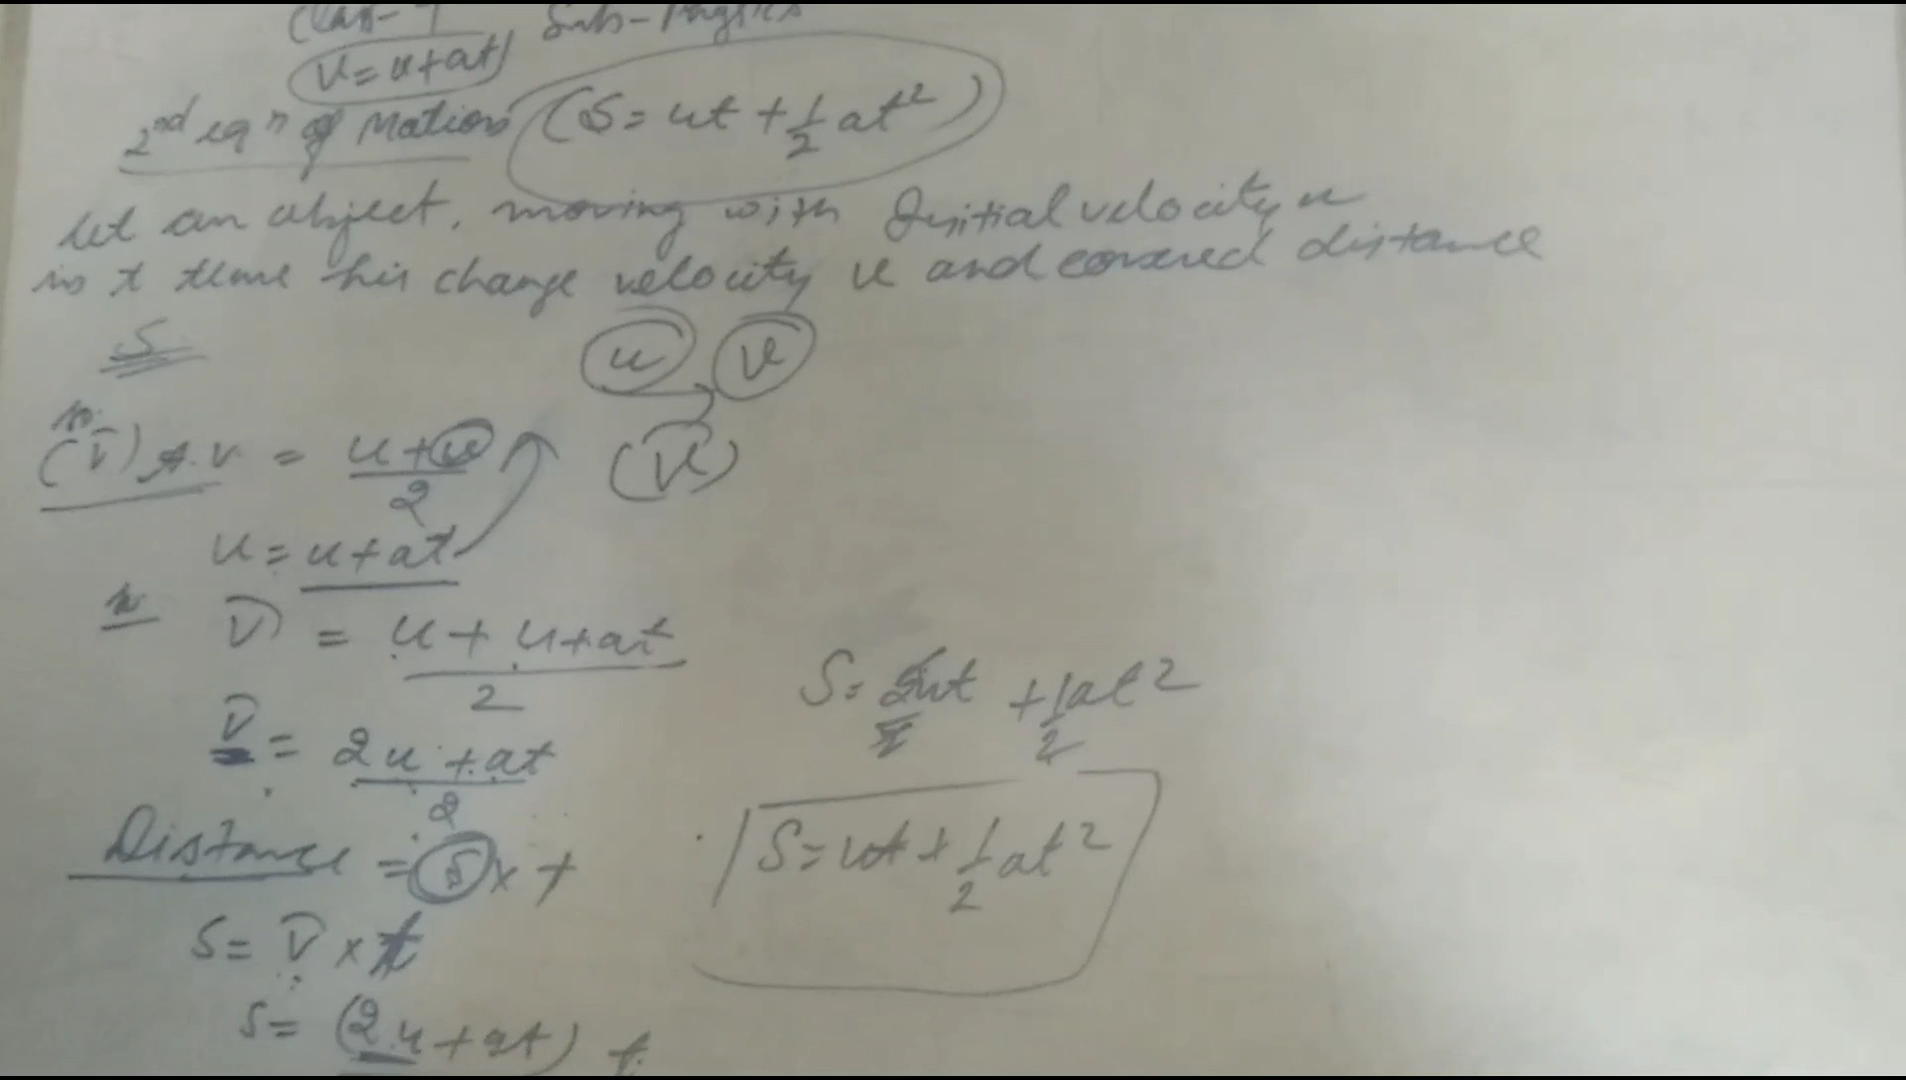 Class-9 Sub-Physics
v=u+at
2nd eqn of Motion (S=ut+1/2at²)
Let an object, moving with Initial velocity u
in t time his change velocity v and covered distance
S
u v
(v̄) A.V = u+v/2
(v̄)
v=u+at
v̄ = u+u+at/2
v̄ = 2u+at/2
S=2ut/2 +1/2at²
Distance = S x t
S=ut+1/2at²
S= v̄ x t
S= (2u+at) t